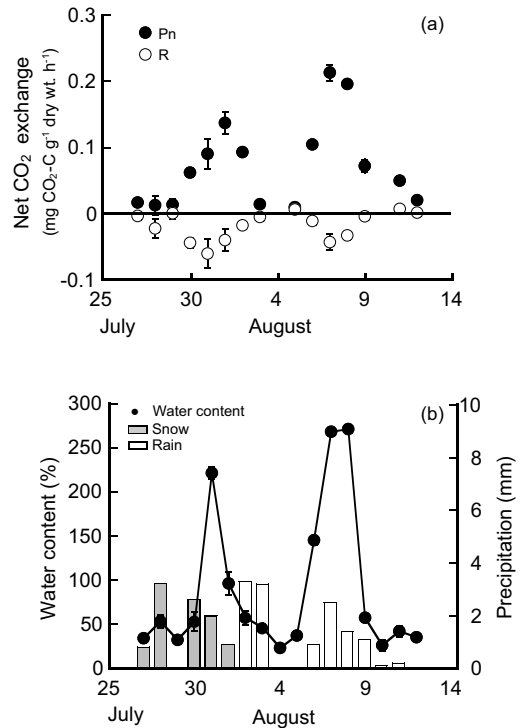 (a)
Pn
R
Net CO₂ exchange
(mg CO₂-C g⁻¹ dry wt. h⁻¹)
0.3
0.2
0.1
0
-0.1
25 30 4 9 14
July August
(b)
Water content
Snow
Rain
Water content (%)
300
250
200
150
100
50
0
Precipitation (mm)
10
8
6
4
2
0
25 30 4 9 14
July August